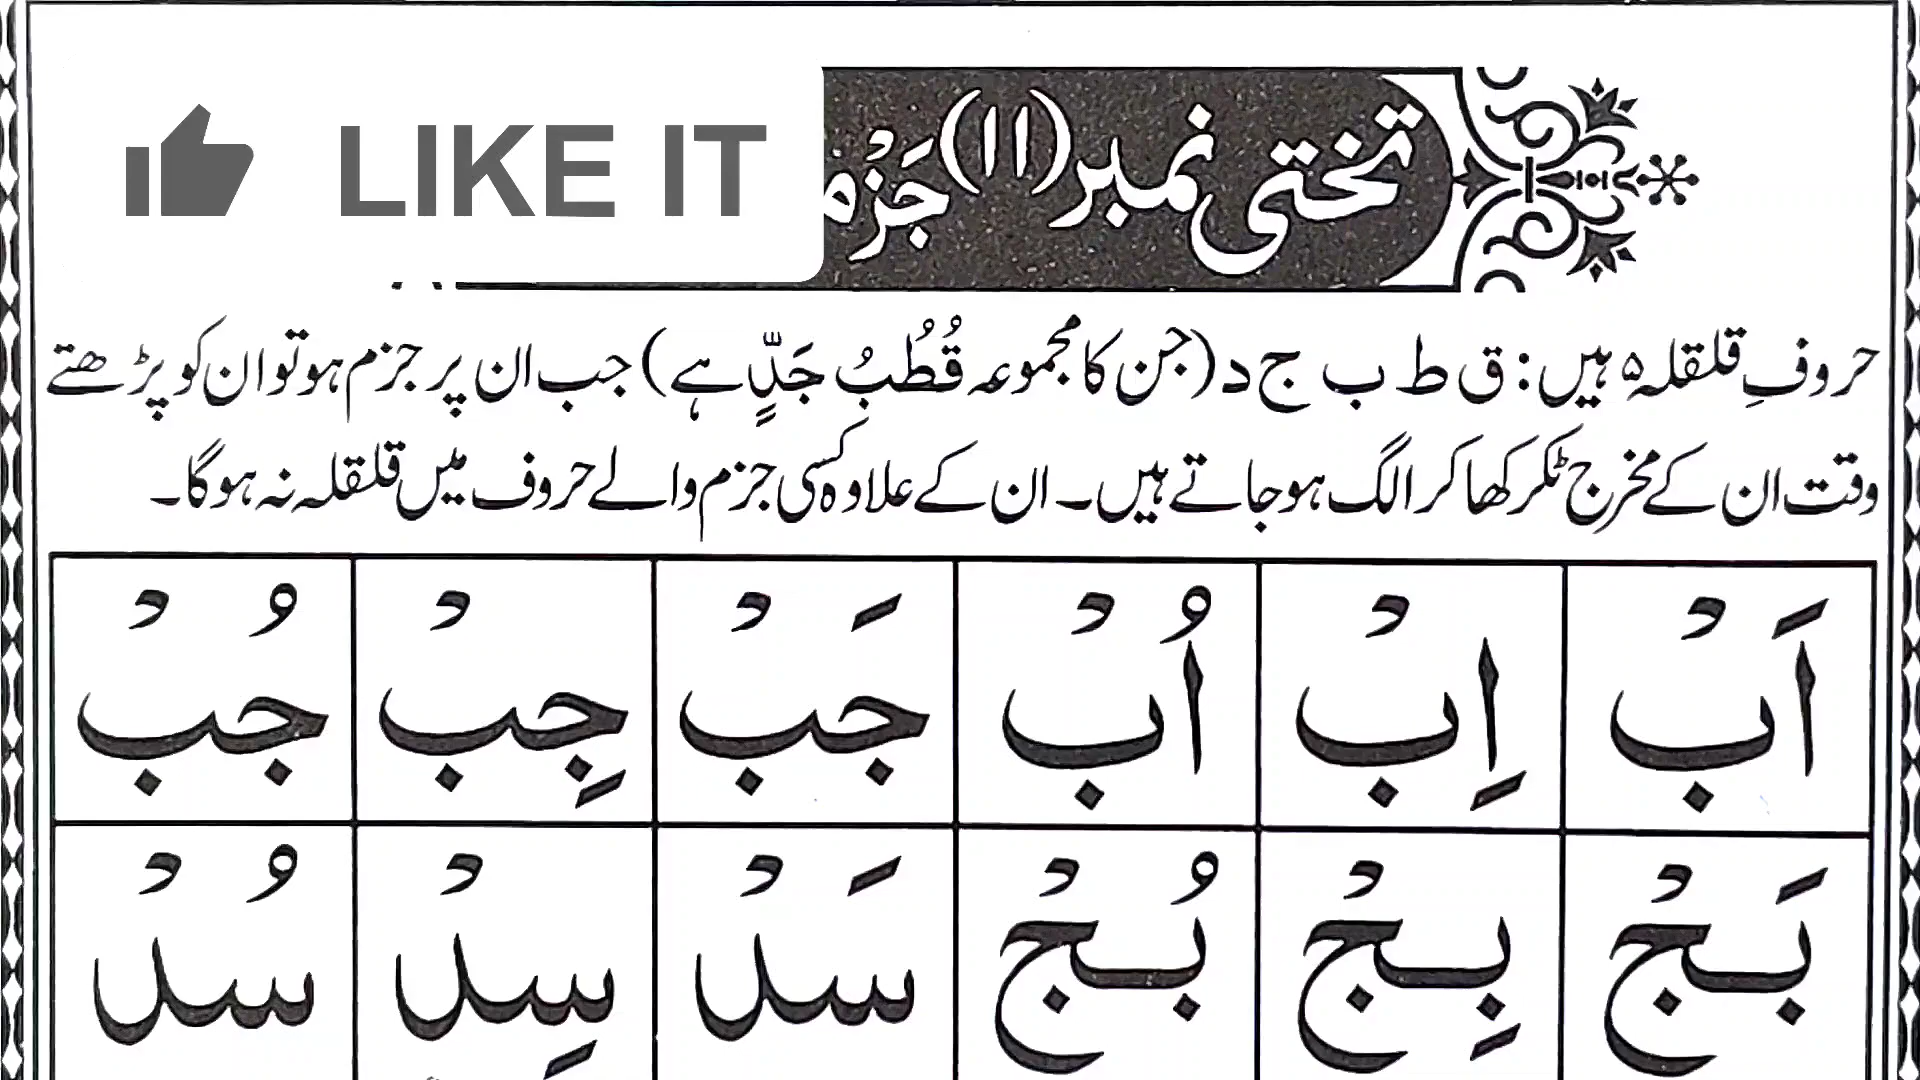 LIKE IT
تختی نمبر(۱۱) جَزْم
حروفِ قلقلہ ۵ ہیں: ق ط ب ج د (جن کا مجموعہ قُطُبُ جَدٍّ ہے) جب ان پر جزم ہو تو ان کو پڑھتے
وقت ان کے مخرج ٹکر کھا کر الگ ہو جاتے ہیں۔ ان کے علاوہ کسی جزم والے حروف میں قلقلہ نہ ہوگا۔
اَبْ اِبْ اُبْ جَبْ جِبْ جُبْ
بَجْ بِجْ بُجْ سَلْ سِلْ سُلْ